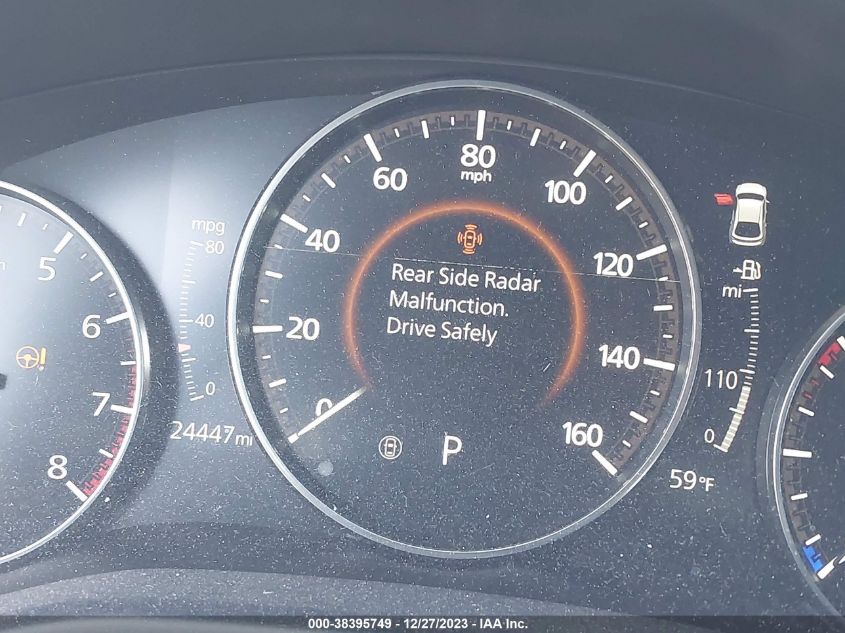 mpg
80
40
0
24447 mi
5
6
7
8
0
20
40
60
80
mph
100
120
140
160
Rear Side Radar
Malfunction.
Drive Safely
P
mi
110
0
59°F
000-38395749 - 12/27/2023 - IAA Inc.